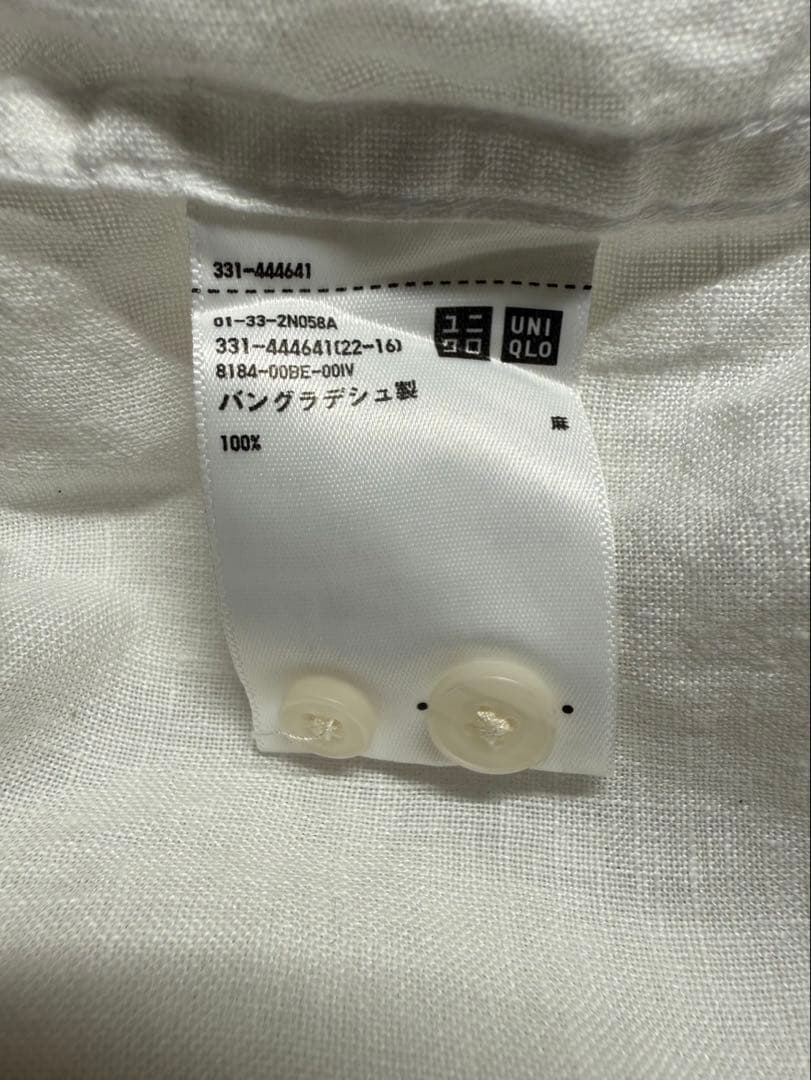 331-444641
01-33-2N058A
331-444641(22-16)
8184-00BE-00IV
バングラデシュ製
麻
100%
ユニ
クロ
UNI
QLO